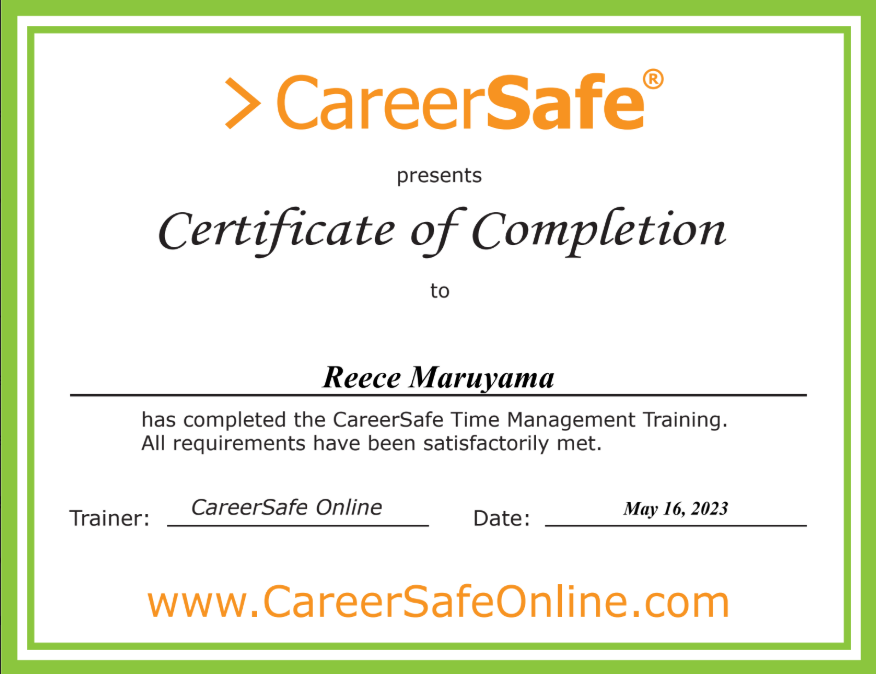 > CareerSafe®
presents
Certificate of Completion
to
Reece Maruyama
has completed the CareerSafe Time Management Training.
All requirements have been satisfactorily met.
Trainer: CareerSafe Online Date: May 16, 2023
www.CareerSafeOnline.com